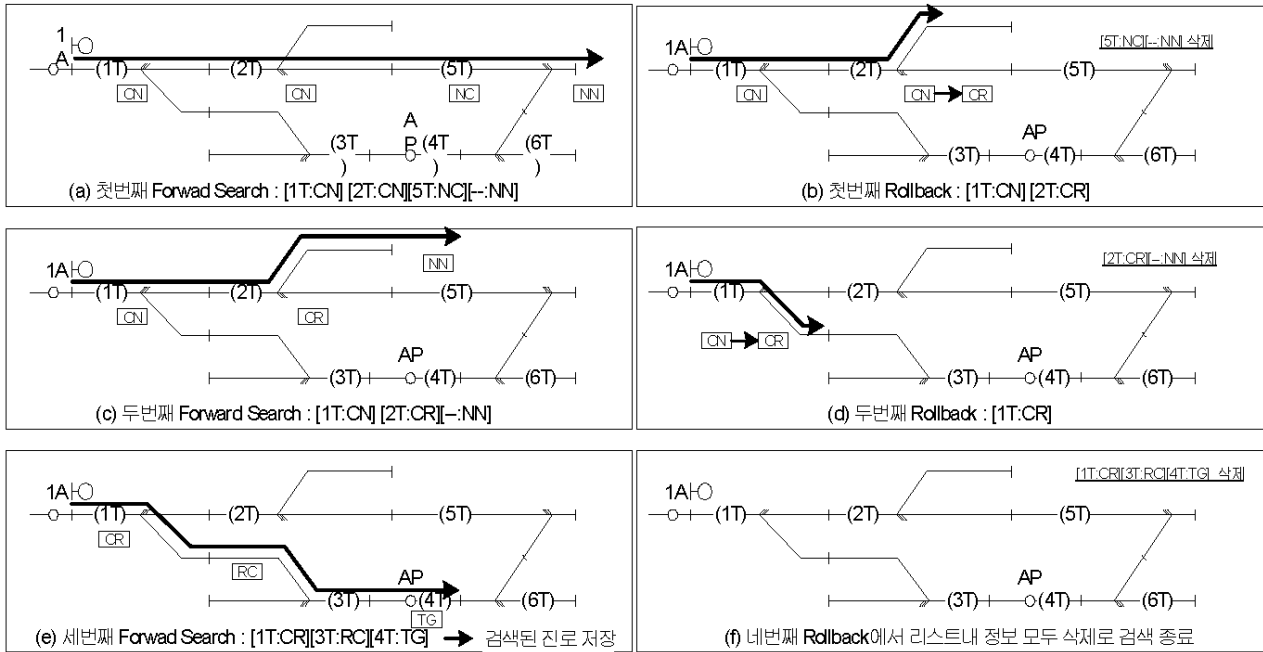 1
A
(1T)
(2T)
(5T)
CN
CN
NC
NN
A
P
(3T
)
(4T
)
(6T
)
(a) 첫번째 Forwad Search : [1T:CN] [2T:CN][5T:NC][--:NN]
1A
[5T:NC][--:NN] 삭제
(1T)
(2T)
(5T)
CN
CN
CR
AP
(3T)
(4T)
(6T)
(b) 첫번째 Rollback : [1T:CN] [2T:CR]
1A
NN
(1T)
(2T)
(5T)
CN
CR
AP
(3T)
(4T)
(6T)
(c) 두번째 Forward Search : [1T:CN] [2T:CR][–:NN]
1A
[2T:CR][–:NN] 삭제
(1T)
(2T)
(5T)
CN
CR
AP
(3T)
(4T)
(6T)
(d) 두번째 Rollback : [1T:CR]
1A
(1T)
(2T)
(5T)
CR
RC
AP
(3T)
(4T)
(6T)
TG
(e) 세번째 Forwad Search : [1T:CR][3T:RC][4T:TG] 검색된 진로 저장
[1T:CR][3T:RC][4T:TG] 삭제
1A
(1T)
(2T)
(5T)
AP
(3T)
(4T)
(6T)
(f) 네번째 Rollback에서 리스트내 정보 모두 삭제로 검색 종료